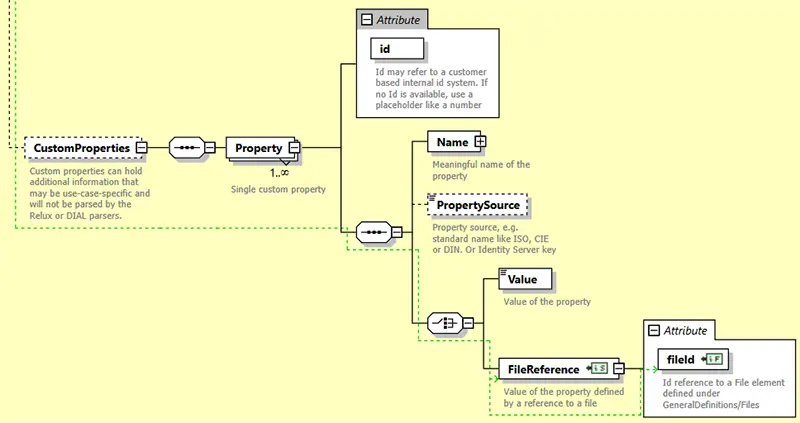 Attribute
id
Id may refer to a customer
based internal id system. If
no Id is available, use a
placeholder like a number
CustomProperties
Custom properties can hold
additional information that
may be use-case-specific and
will not be parsed by the
Relux or DIAL parsers.
Property
1..∞
Single custom property
Name
Meaningful name of the
property
PropertySource
Property source, e.g.
standard name like ISO, CIE
or DIN. Or Identity Server key
Value
Value of the property
FileReference
is
Value of the property defined
by a reference to a file
Attribute
fileId
iF
Id reference to a File element
defined under
GeneralDefinitions/Files